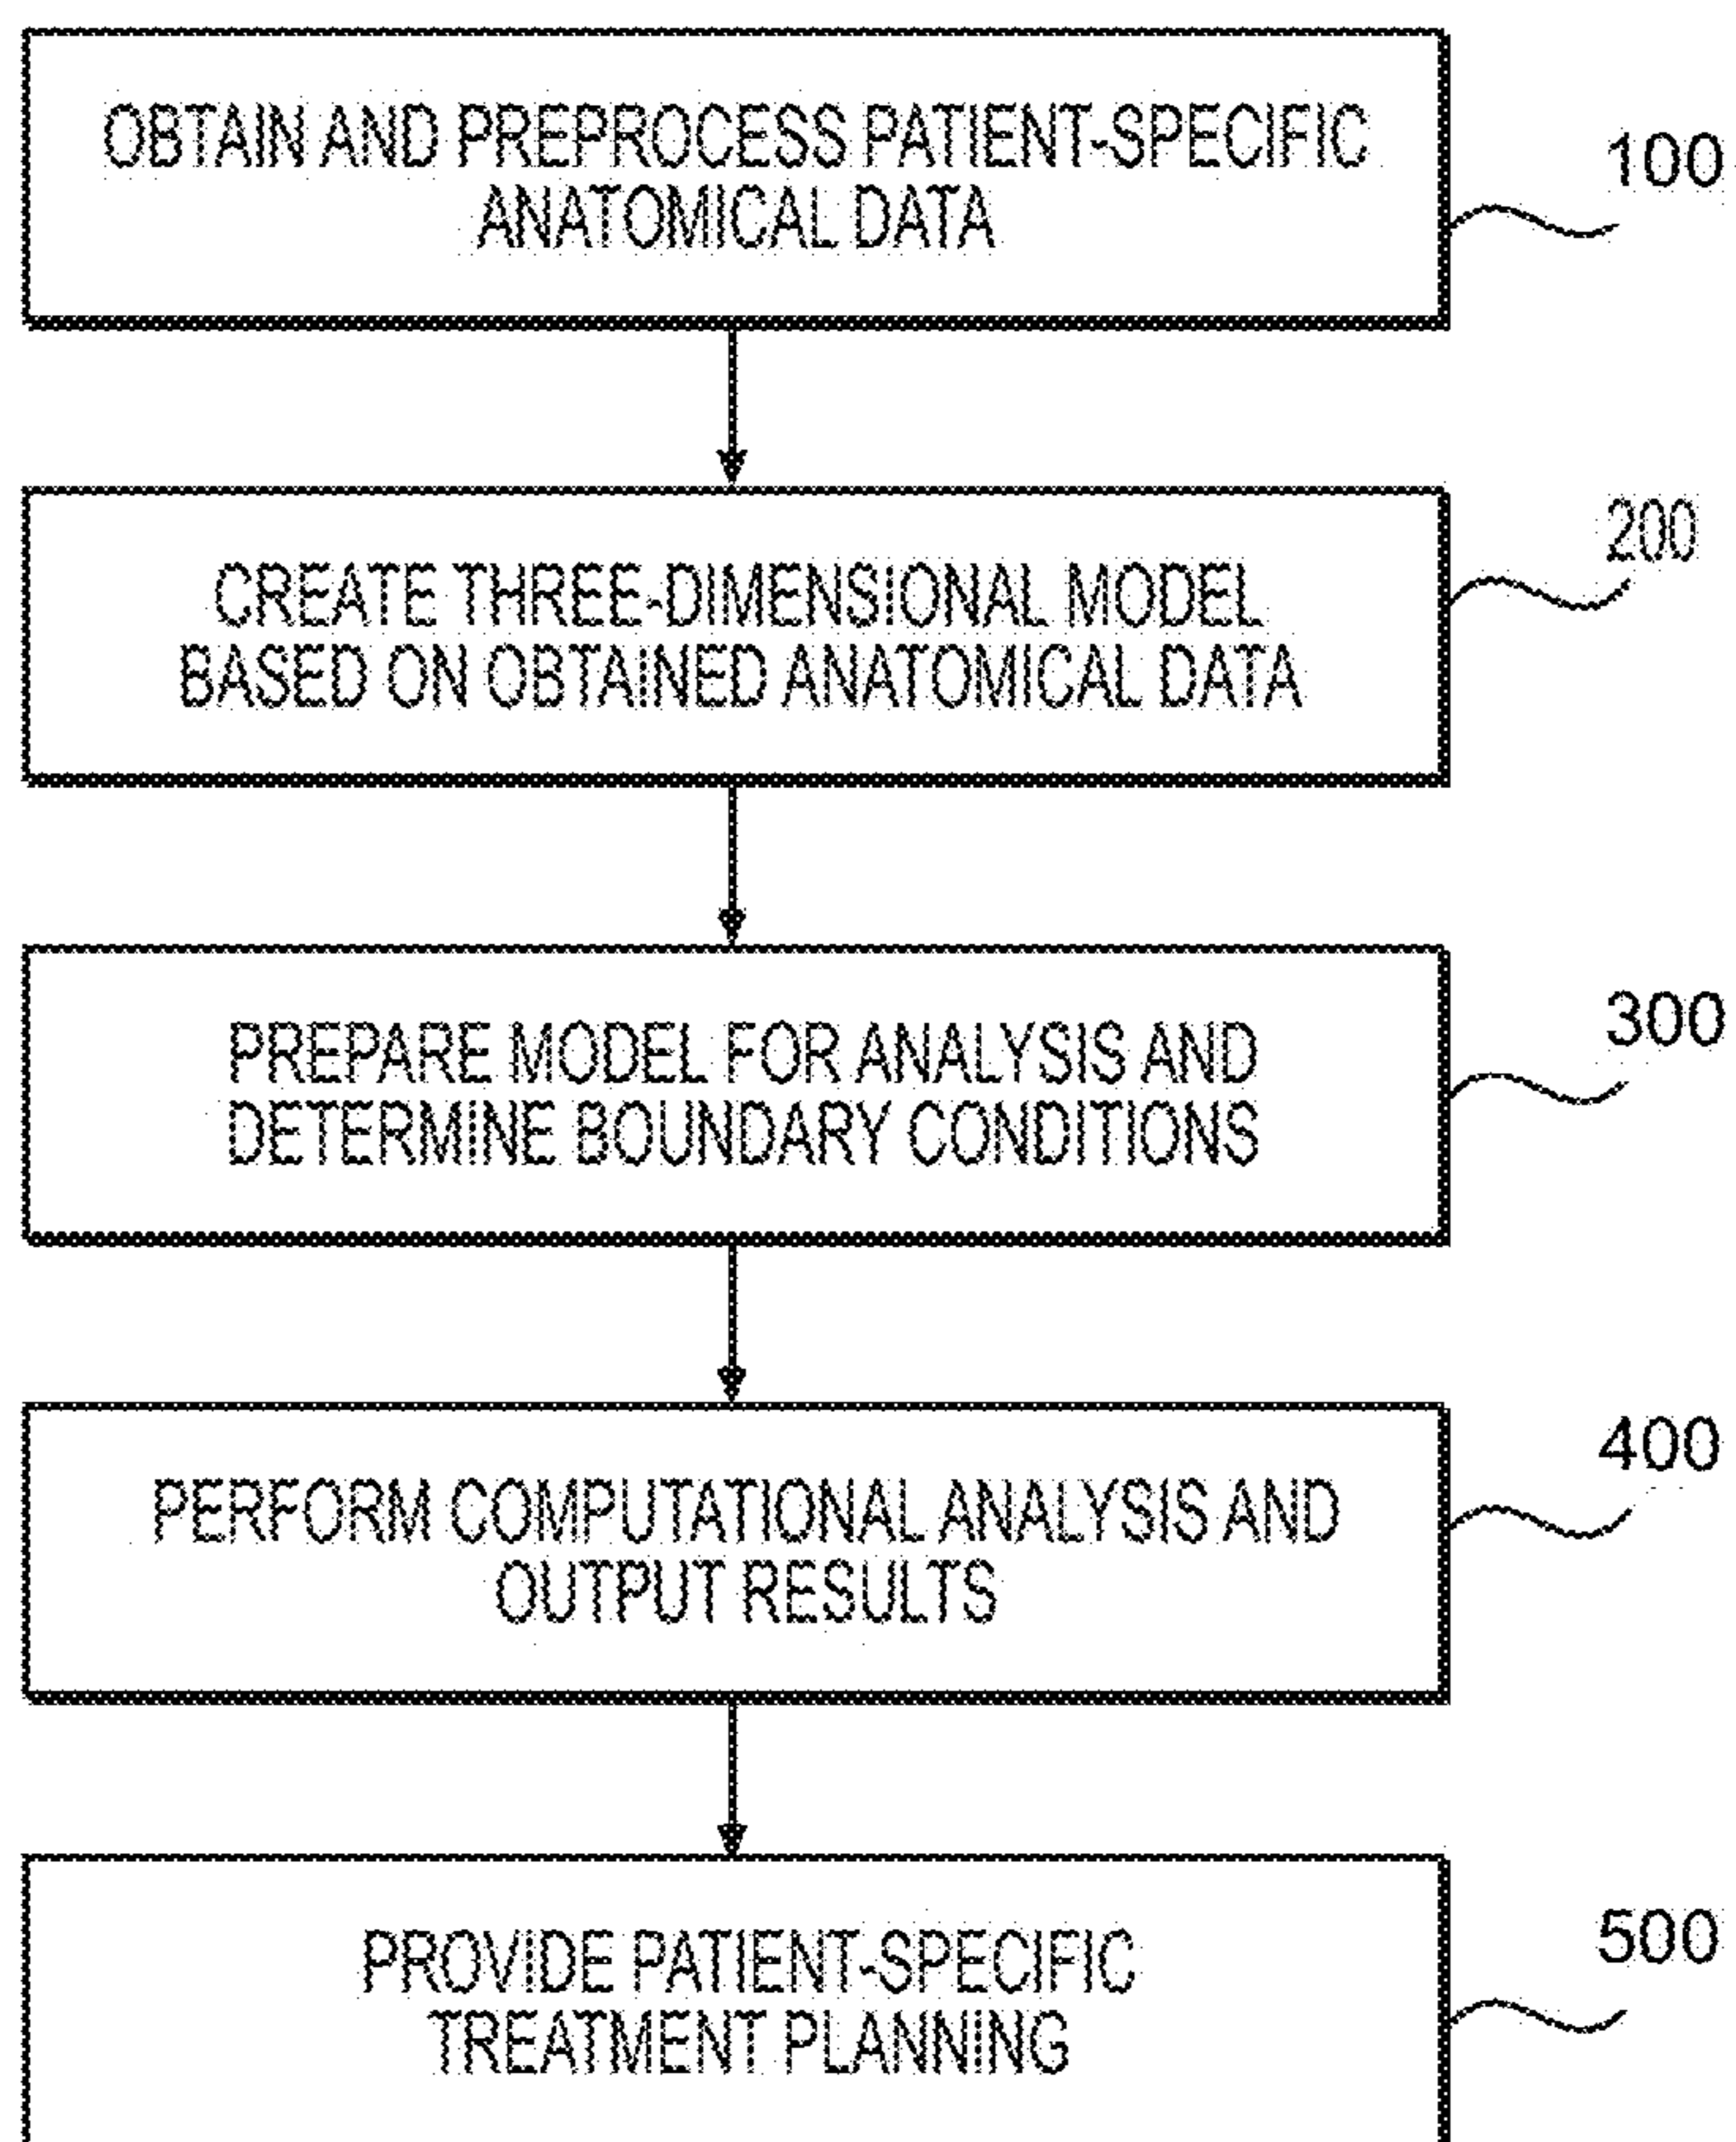 OBTAIN AND PREPROCESS PATIENT-SPECIFIC
ANATOMICAL DATA
100
CREATE THREE-DIMENSIONAL MODEL
BASED ON OBTAINED ANATOMICAL DATA
200
PREPARE MODEL FOR ANALYSIS AND
DETERMINE BOUNDARY CONDITIONS
300
PERFORM COMPUTATIONAL ANALYSIS AND
OUTPUT RESULTS
400
PROVIDE PATIENT-SPECIFIC
TREATMENT PLANNING
500